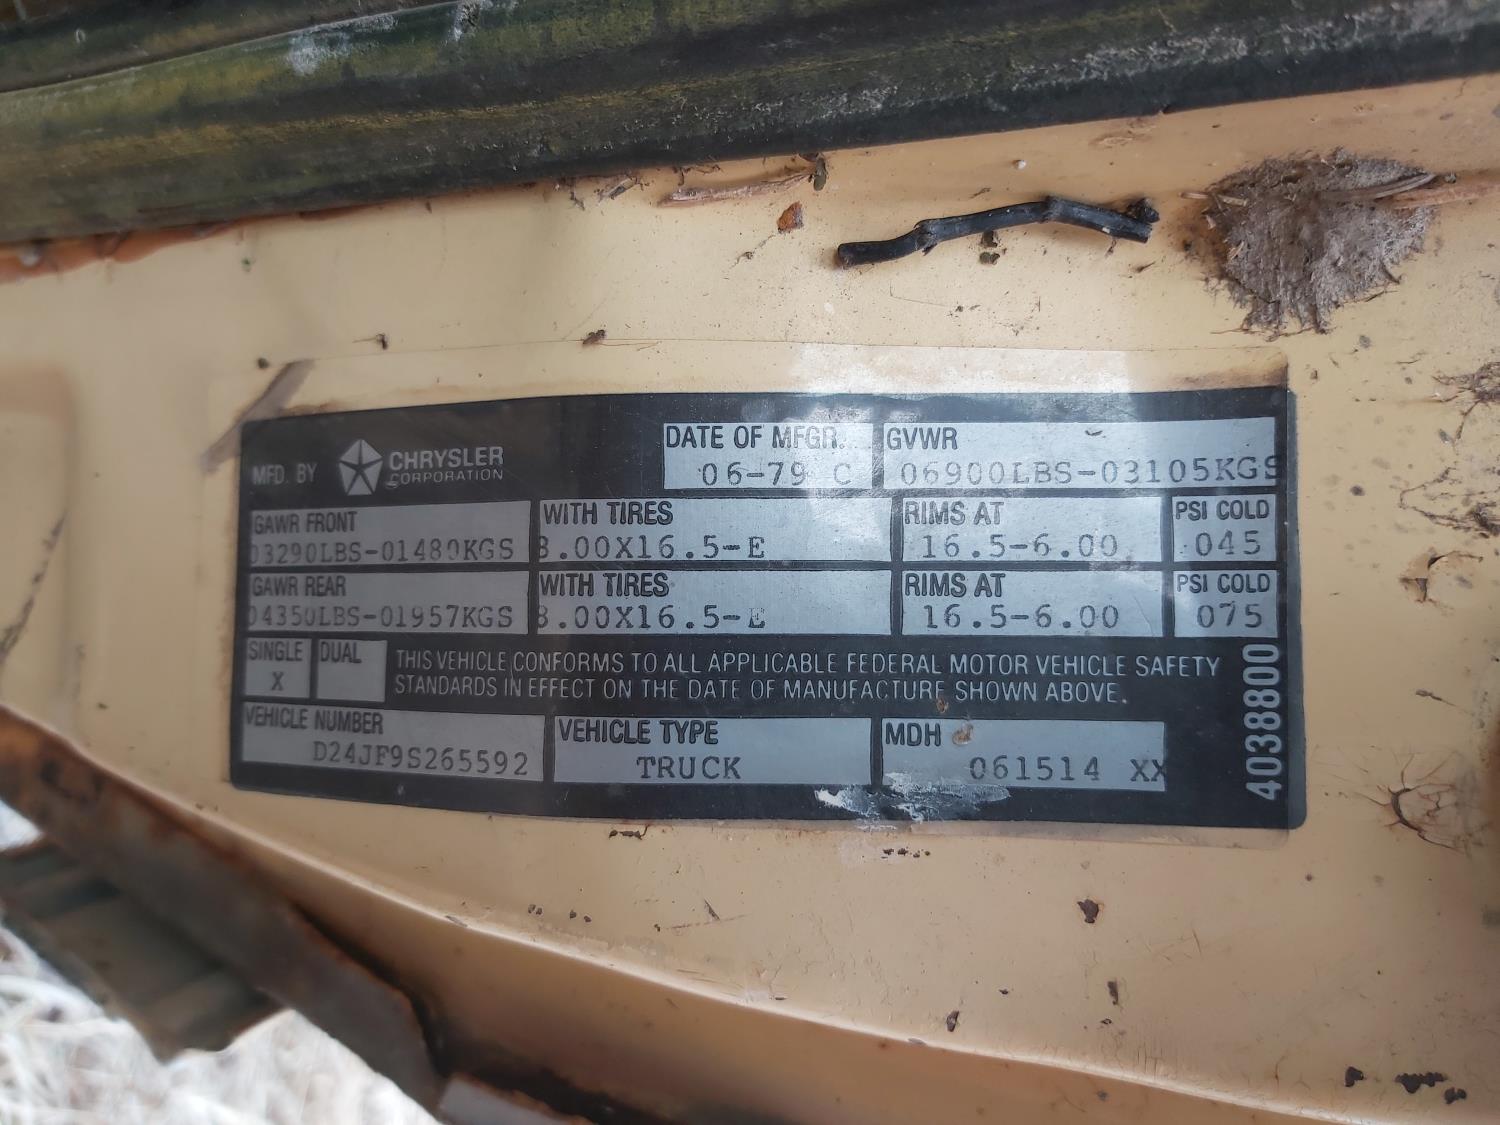 MFD. BY CHRYSLER CORPORATION
DATE OF MFGR.
06-79 C
GVWR
06900LBS-03105KGS
GAWR FRONT
03290LBS-01480KGS
WITH TIRES
8.00X16.5-E
RIMS AT
16.5-6.00
PSI COLD
045
GAWR REAR
04350LBS-01957KGS
WITH TIRES
8.00X16.5-E
RIMS AT
16.5-6.00
PSI COLD
075
SINGLE
X
DUAL
THIS VEHICLE CONFORMS TO ALL APPLICABLE FEDERAL MOTOR VEHICLE SAFETY
STANDARDS IN EFFECT ON THE DATE OF MANUFACTURE SHOWN ABOVE.
VEHICLE NUMBER
D24JF9S265592
VEHICLE TYPE
TRUCK
MDH
061514 XX
4038800